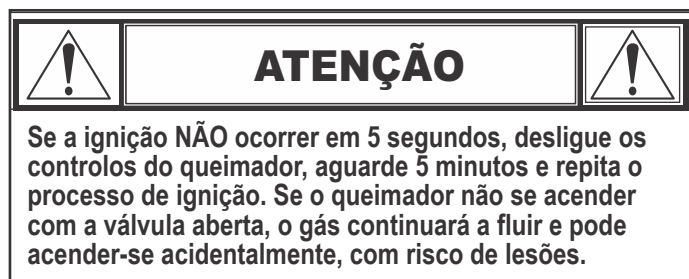 ATENÇÃO
Se a ignição NÃO ocorrer em 5 segundos, desligue os
controlos do queimador, aguarde 5 minutos e repita o
processo de ignição. Se o queimador não se acender
com a válvula aberta, o gás continuará a fluir e pode
acender-se acidentalmente, com risco de lesões.